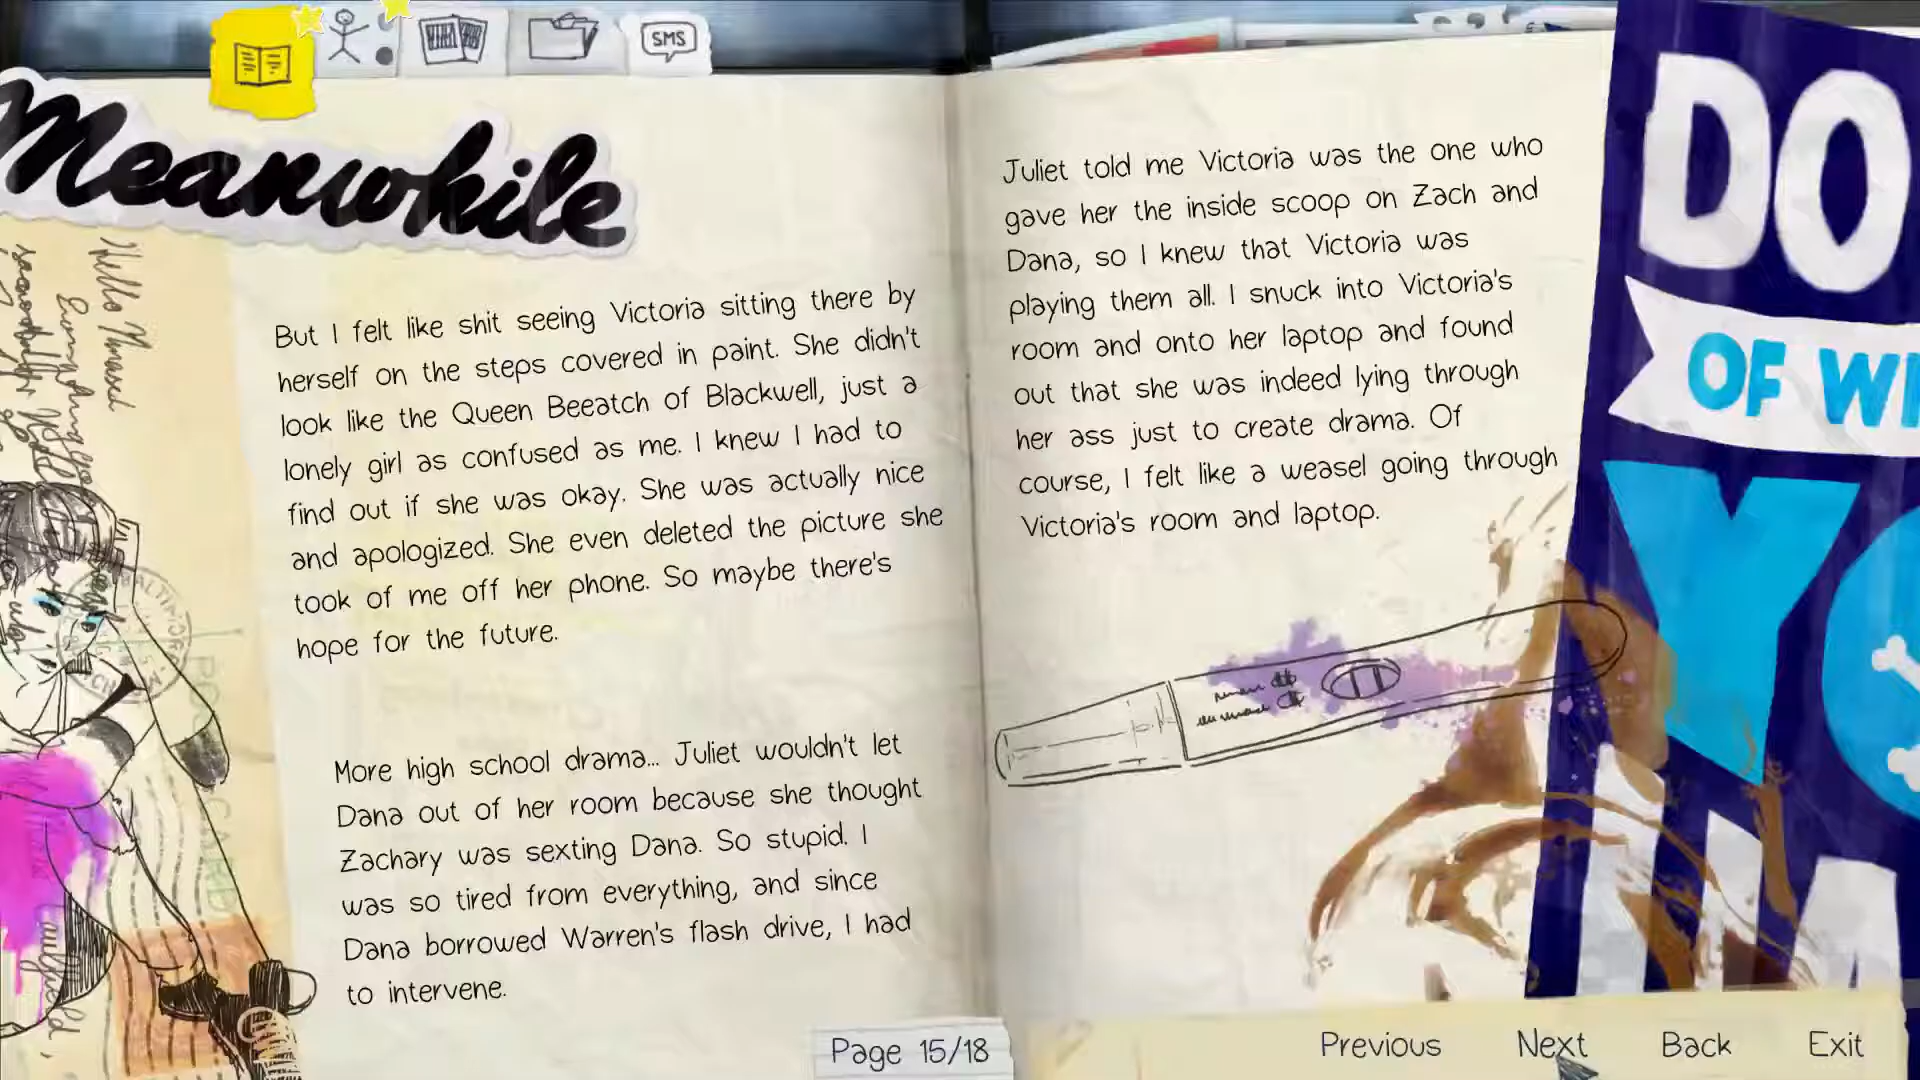 SMS
Meanwhile
But I felt like shit seeing Victoria sitting there by
herself on the steps covered in paint. She didn't
look like the Queen Beeatch of Blackwell, just a
lonely girl as confused as me. I knew I had to
find out if she was okay. She was actually nice
and apologized. She even deleted the picture she
took of me off her phone. So maybe there's
hope for the future.
More high school drama... Juliet wouldn't let
Dana out of her room because she thought
Zachary was sexting Dana. So stupid. I
was so tired from everything, and since
Dana borrowed Warren's flash drive, I had
to intervene.
Juliet told me Victoria was the one who
gave her the inside scoop on Zach and
Dana, so I knew that Victoria was
playing them all. I snuck into Victoria's
room and onto her laptop and found
out that she was indeed lying through
her ass just to create drama. Of
course, I felt like a weasel going through
Victoria's room and laptop.
DO
OF WI
Hello
POSTCARD
Page 15/18
Previous
Next
Back
Exit